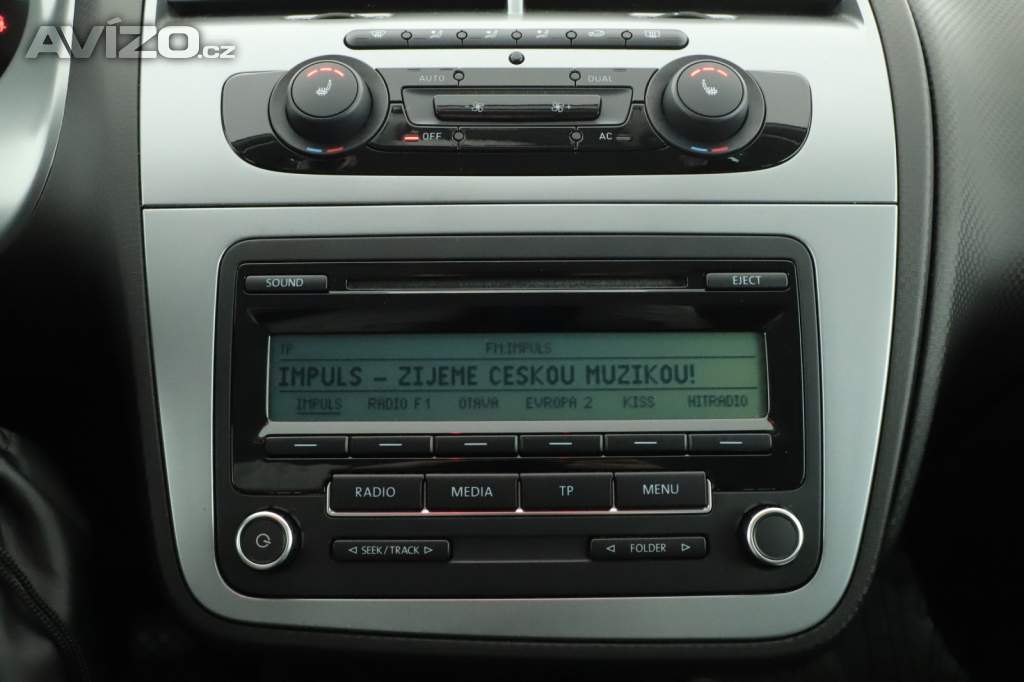 AVÍZO.cz
AUTO DUAL
OFF AC
SOUND EJECT
TP FM:IMPULS
IMPULS - ZIJEME CESKOU MUZIKOU!
IMPULS RADIO F1 OTAVA EVROPA 2 KISS HITRADIO
RADIO MEDIA TP MENU
SEEK/TRACK FOLDER